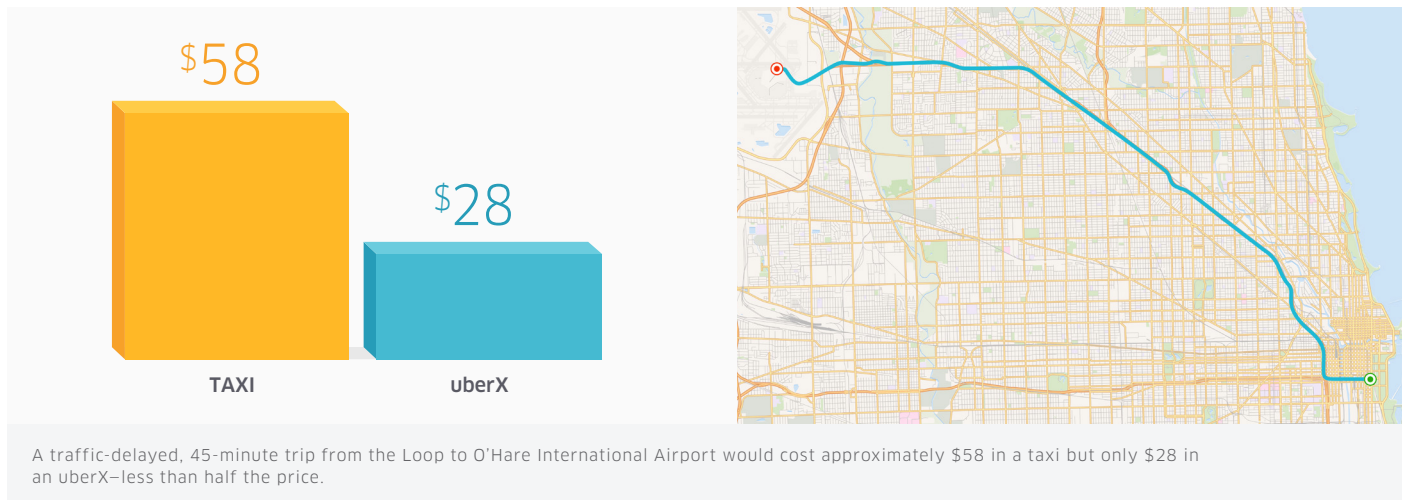 $58
$28
TAXI
uberX
A traffic-delayed, 45-minute trip from the Loop to O'Hare International Airport would cost approximately $58 in a taxi but only $28 in
an uberX—less than half the price.